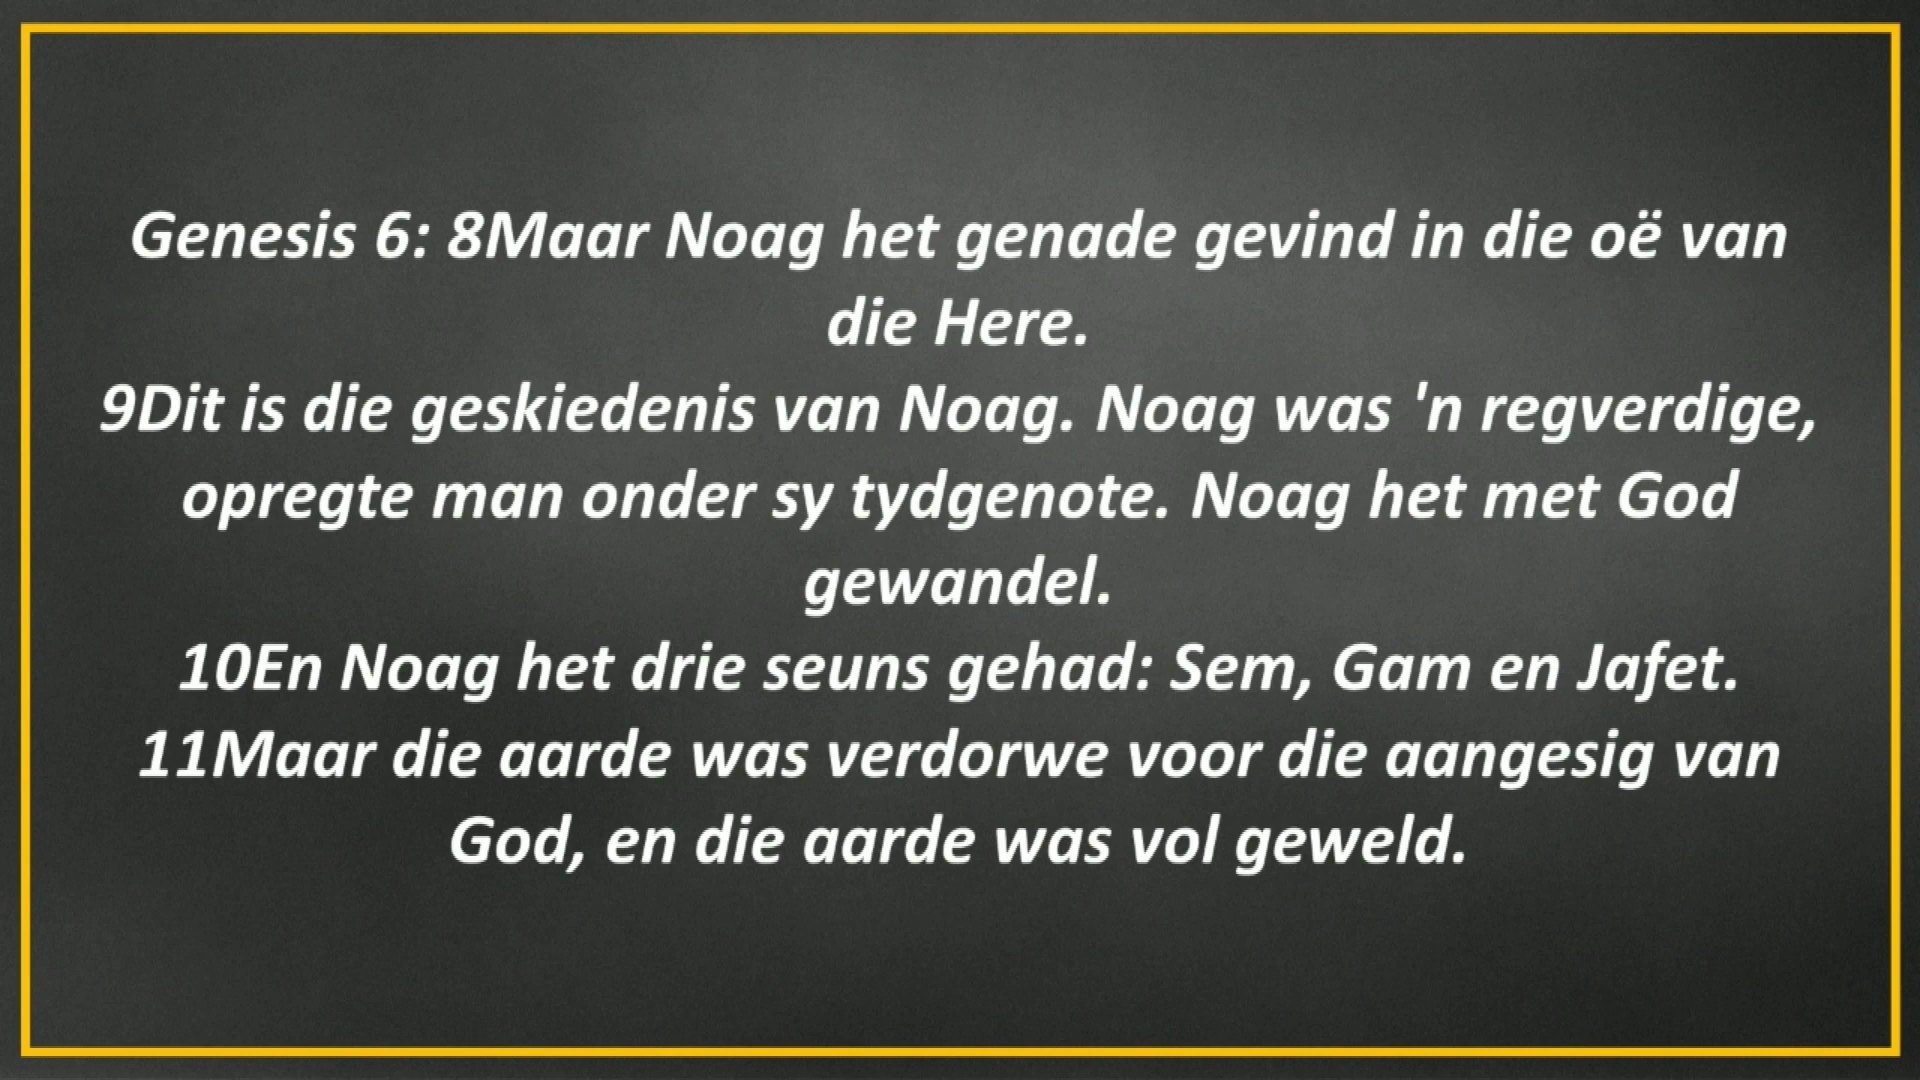 Genesis 6: 8Maar Noag het genade gevind in die oë van
die Here.
9Dit is die geskiedenis van Noag. Noag was 'n regverdige,
opregte man onder sy tydgenote. Noag het met God
gewandel.
10En Noag het drie seuns gehad: Sem, Gam en Jafet.
11Maar die aarde was verdorwe voor die aangesig van
God, en die aarde was vol geweld.